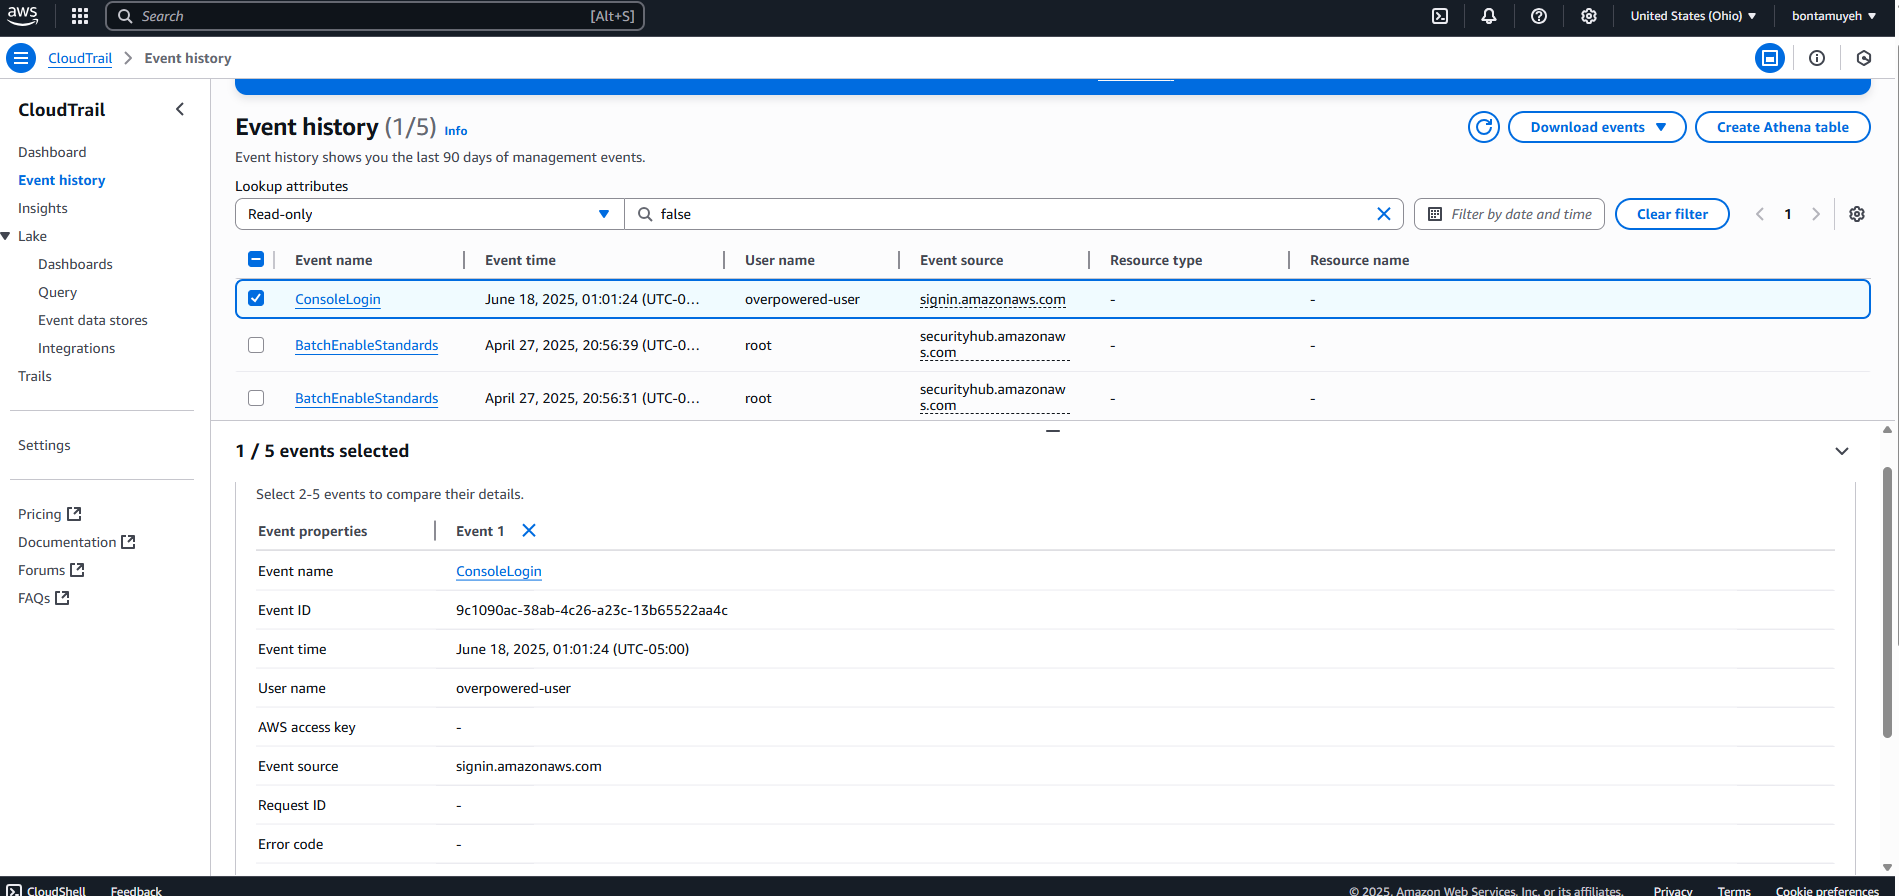 aws Search [Alt+S] United States (Ohio) bontamuyeh
CloudTrail Event history
CloudTrail
Dashboard
Event history
Insights
Lake
Dashboards
Query
Event data stores
Integrations
Trails
Settings
Pricing
Documentation
Forums
FAQs
Event history (1/5) Info
Download events Create Athena table
Event history shows you the last 90 days of management events.
Lookup attributes
Read-only false Filter by date and time Clear filter 1
Event name Event time User name Event source Resource type Resource name
ConsoleLogin June 18, 2025, 01:01:24 (UTC-0... overpowered-user signin.amazonaws.com - -
BatchEnableStandards April 27, 2025, 20:56:39 (UTC-0... root securityhub.amazonaw
s.com - -
BatchEnableStandards April 27, 2025, 20:56:31 (UTC-0... root securityhub.amazonaw
s.com - -
1 / 5 events selected
Select 2-5 events to compare their details.
Event properties Event 1
Event name ConsoleLogin
Event ID 9c1090ac-38ab-4c26-a23c-13b65522aa4c
Event time June 18, 2025, 01:01:24 (UTC-05:00)
User name overpowered-user
AWS access key -
Event source signin.amazonaws.com
Request ID -
Error code -
CloudShell Feedback © 2025, Amazon Web Services, Inc. or its affiliates. Privacy Terms Cookie preferences